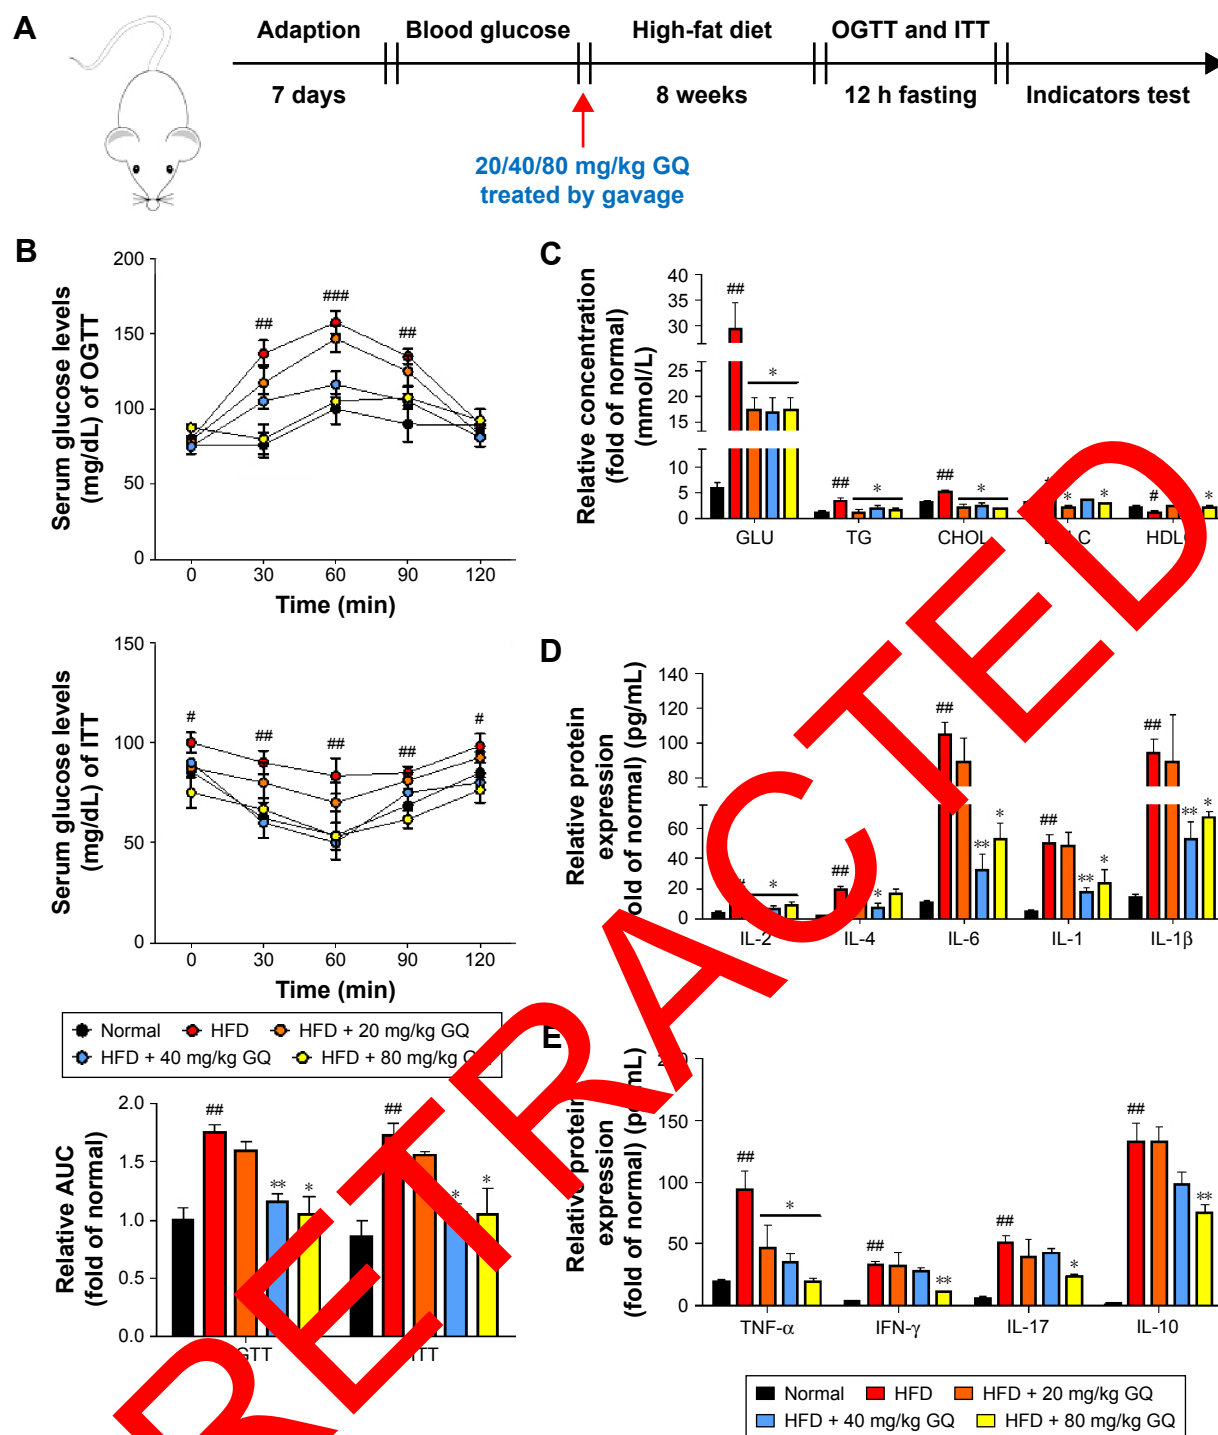 A
Adaption
Blood glucose
High-fat diet
OGTT and ITT
7 days
8 weeks
12 h fasting
Indicators test
20/40/80 mg/kg GQ
treated by gavage
B
Serum glucose levels
(mg/dL) of OGTT
200
150
100
50
0
##
###
##
0 30 60 90 120
Time (min)
Serum glucose levels
(mg/dL) of ITT
150
100
50
0
#
##
##
##
#
0 30 60 90 120
Time (min)
Normal HFD HFD + 20 mg/kg GQ
HFD + 40 mg/kg GQ HFD + 80 mg/kg
Relative AUC
(fold of normal)
2.0
1.5
1.0
0.5
0.0
##
**
*
##
*
*
C
Relative concentration
(fold of normal)
(mmol/L)
40
35
30
25
20
15
10
5
0
##
*
##
*
##
*
*
*
#
*
GLU TG CHOL
D
Relative protein
expression
of normal) (pg/mL)
140
120
100
80
60
40
20
0
*
##
*
##
**
*
##
**
*
##
**
*
IL-2 IL-4 IL-6 IL-1 IL-1β
E
Relative protein
expression
(fold of normal)
150
100
50
0
##
*
##
**
##
*
##
**
TNF-α IFN-γ IL-17 IL-10
Normal HFD HFD + 20 mg/kg GQ
HFD + 40 mg/kg GQ HFD + 80 mg/kg GQ
RETRACTED